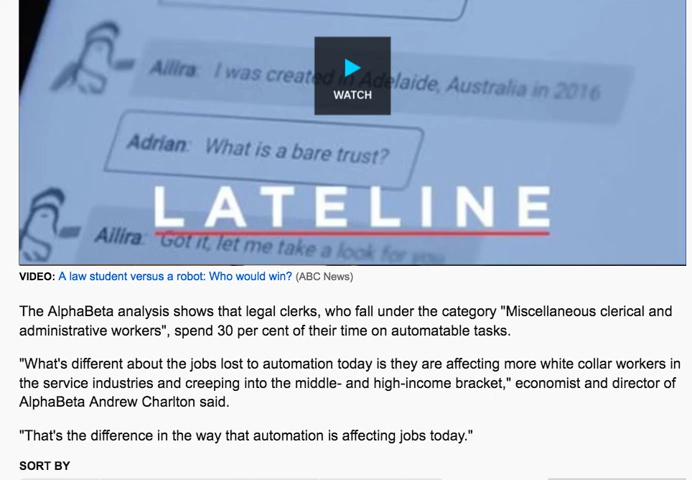 Ailira: I was created in Adelaide, Australia in 2016
WATCH
Adrian: What is a bare trust?
LATELINE
Ailira: Got it, let me take a look for you
VIDEO: A law student versus a robot: Who would win? (ABC News)
The AlphaBeta analysis shows that legal clerks, who fall under the category "Miscellaneous clerical and
administrative workers", spend 30 per cent of their time on automatable tasks.
"What's different about the jobs lost to automation today is they are affecting more white collar workers in
the service industries and creeping into the middle- and high-income bracket," economist and director of
AlphaBeta Andrew Charlton said.
"That's the difference in the way that automation is affecting jobs today."
SORT BY